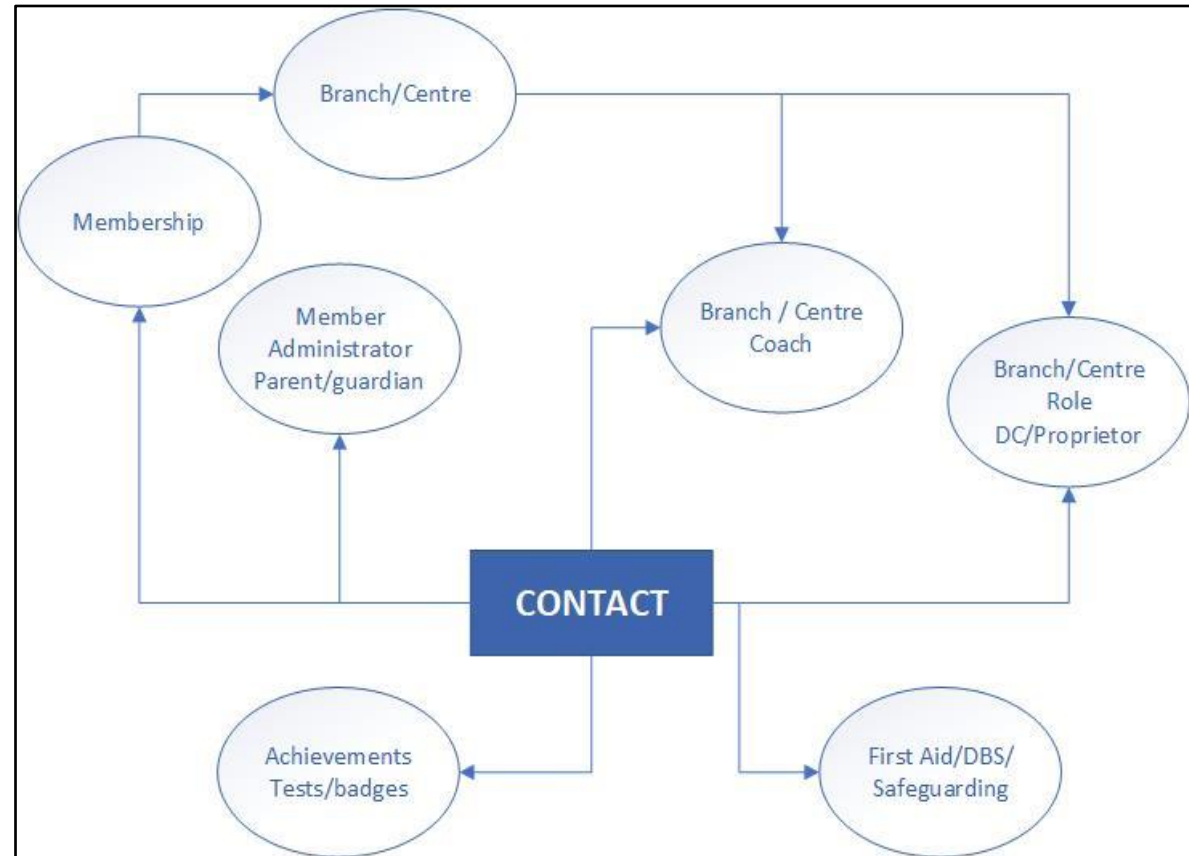 Branch/Centre
Membership
Member
Administrator
Parent/guardian
Branch / Centre
Coach
Branch/Centre
Role
DC/Proprietor
CONTACT
Achievements
Tests/badges
First Aid/DBS/
Safeguarding